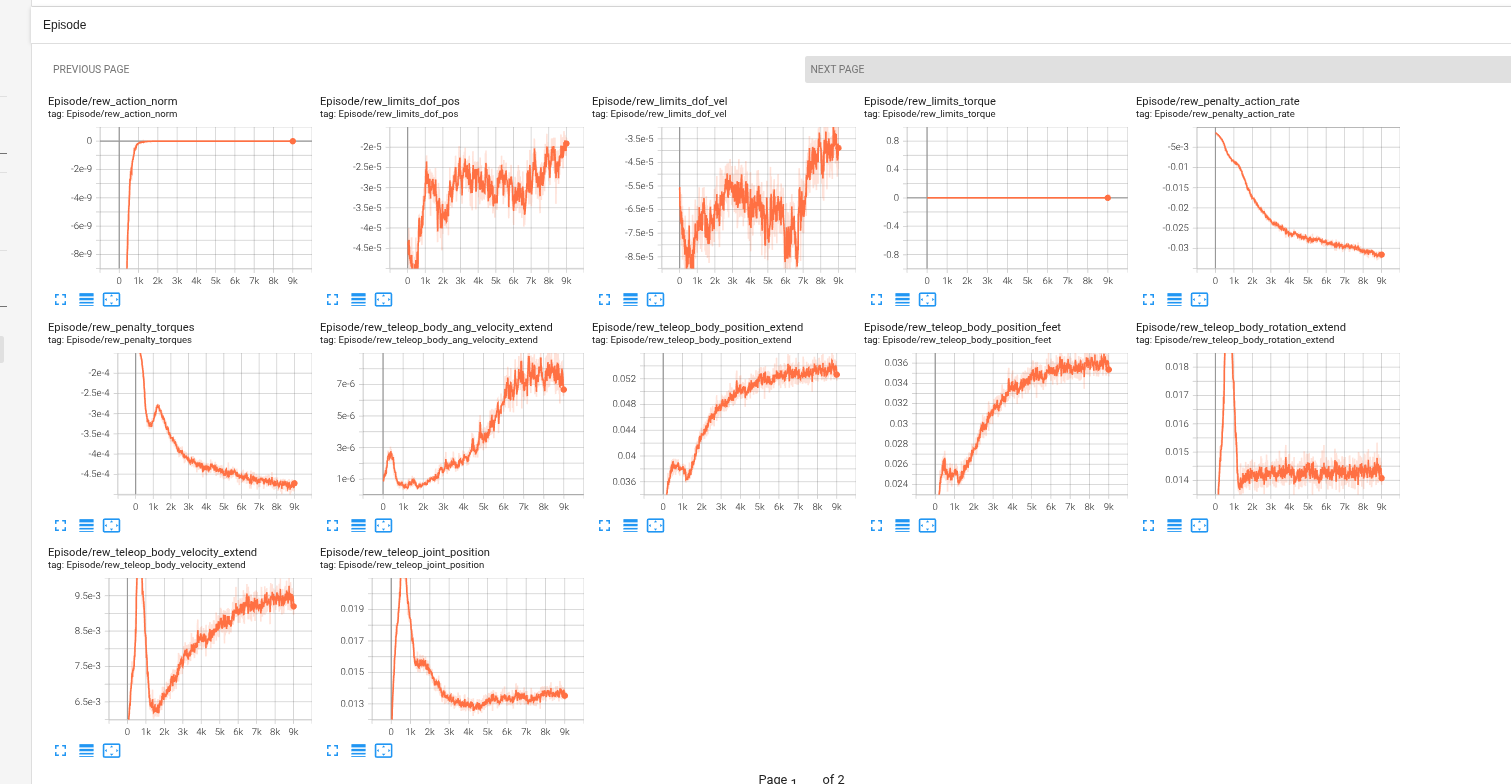 Episode
PREVIOUS PAGE
NEXT PAGE
Episode/rew_action_norm
tag: Episode/rew_action_norm
0
-2e-9
-4e-9
-6e-9
-8e-9
0 1k 2k 3k 4k 5k 6k 7k 8k 9k
Episode/rew_limits_dof_pos
tag: Episode/rew_limits_dof_pos
-2e-5
-2.5e-5
-3e-5
-3.5e-5
-4e-5
-4.5e-5
0 1k 2k 3k 4k 5k 6k 7k 8k 9k
Episode/rew_limits_dof_vel
tag: Episode/rew_limits_dof_vel
-3.5e-5
-4.5e-5
-5.5e-5
-6.5e-5
-7.5e-5
-8.5e-5
0 1k 2k 3k 4k 5k 6k 7k 8k 9k
Episode/rew_limits_torque
tag: Episode/rew_limits_torque
0.8
0.4
0
-0.4
-0.8
0 1k 2k 3k 4k 5k 6k 7k 8k 9k
Episode/rew_penalty_action_rate
tag: Episode/rew_penalty_action_rate
-5e-3
-0.01
-0.015
-0.02
-0.025
-0.03
0 1k 2k 3k 4k 5k 6k 7k 8k 9k
Episode/rew_penalty_torques
tag: Episode/rew_penalty_torques
-2e-4
-2.5e-4
-3e-4
-3.5e-4
-4e-4
-4.5e-4
0 1k 2k 3k 4k 5k 6k 7k 8k 9k
Episode/rew_teleop_body_ang_velocity_extend
tag: Episode/rew_teleop_body_ang_velocity_extend
7e-6
5e-6
3e-6
1e-6
0 1k 2k 3k 4k 5k 6k 7k 8k 9k
Episode/rew_teleop_body_position_extend
tag: Episode/rew_teleop_body_position_extend
0.052
0.048
0.044
0.04
0.036
0 1k 2k 3k 4k 5k 6k 7k 8k 9k
Episode/rew_teleop_body_position_feet
tag: Episode/rew_teleop_body_position_feet
0.036
0.034
0.032
0.03
0.028
0.026
0.024
0 1k 2k 3k 4k 5k 6k 7k 8k 9k
Episode/rew_teleop_body_rotation_extend
tag: Episode/rew_teleop_body_rotation_extend
0.018
0.017
0.016
0.015
0.014
0 1k 2k 3k 4k 5k 6k 7k 8k 9k
Episode/rew_teleop_body_velocity_extend
tag: Episode/rew_teleop_body_velocity_extend
9.5e-3
8.5e-3
7.5e-3
6.5e-3
0 1k 2k 3k 4k 5k 6k 7k 8k 9k
Episode/rew_teleop_joint_position
tag: Episode/rew_teleop_joint_position
0.019
0.017
0.015
0.013
0 1k 2k 3k 4k 5k 6k 7k 8k 9k
Page 1 of 2